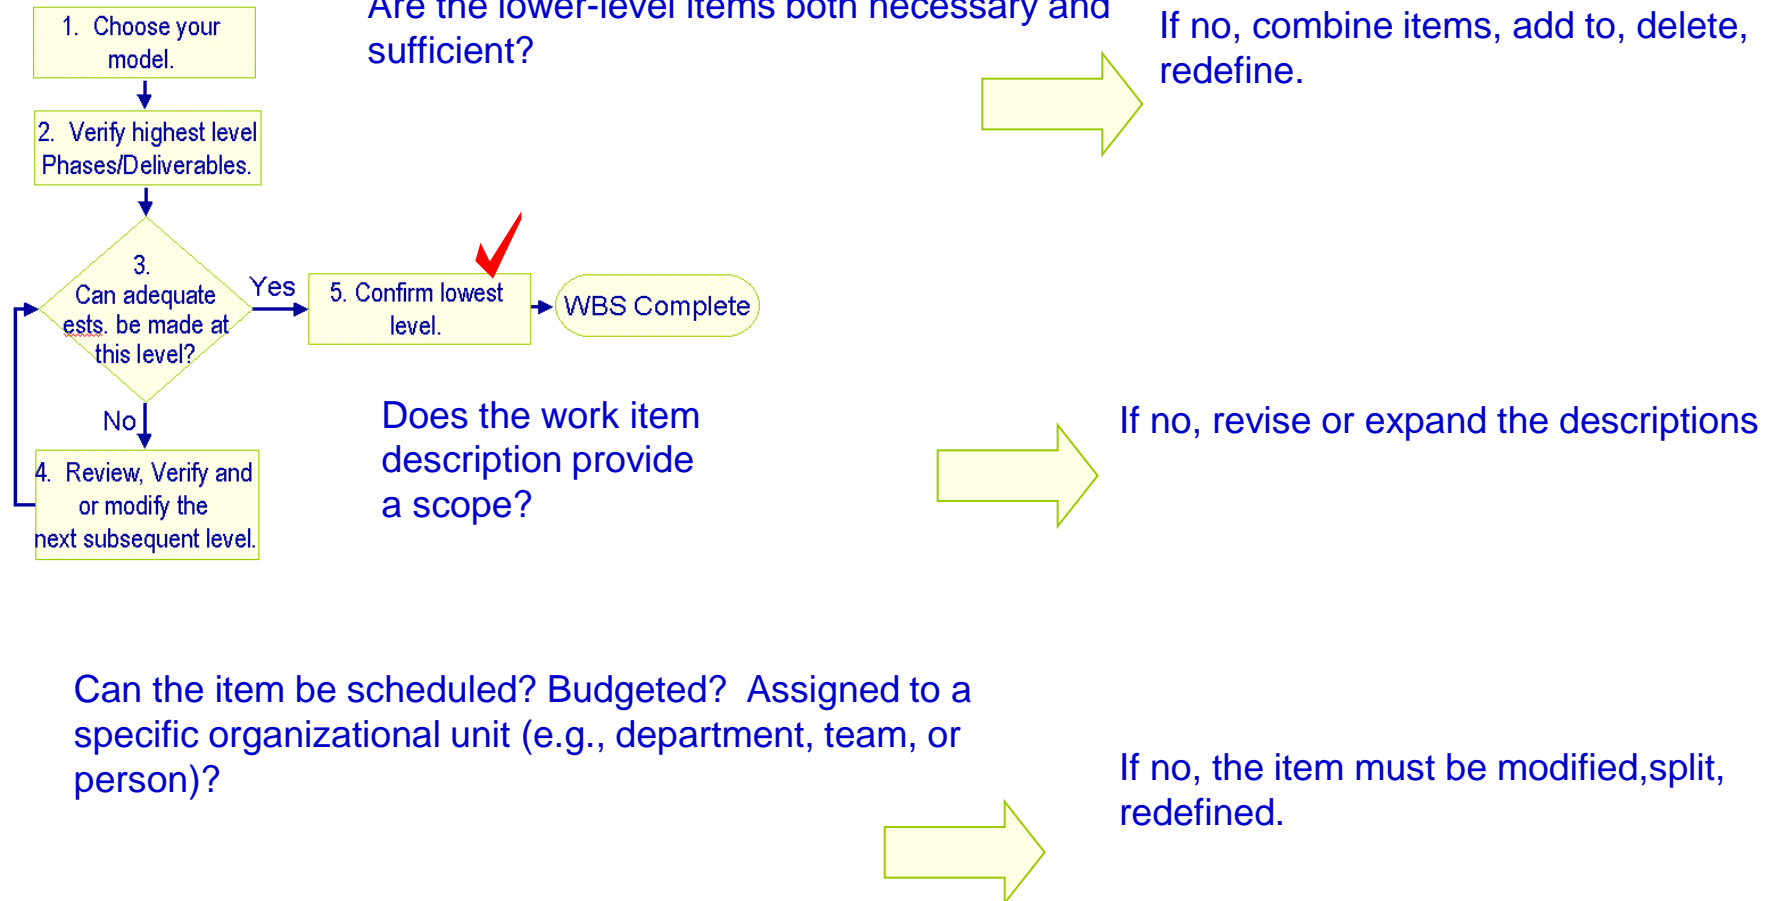 1. Choose your
model.
2. Verify highest level
Phases/Deliverables.
3.
Can adequate
ests. be made at
this level?
Yes
No
4. Review, Verify and
or modify the
next subsequent level.
5. Confirm lowest
level.
WBS Complete
Are the lower-level items both necessary and
sufficient?
If no, combine items, add to, delete,
redefine.
Does the work item
description provide
a scope?
If no, revise or expand the descriptions
Can the item be scheduled? Budgeted? Assigned to a
specific organizational unit (e.g., department, team, or
person)?
If no, the item must be modified,split,
redefined.